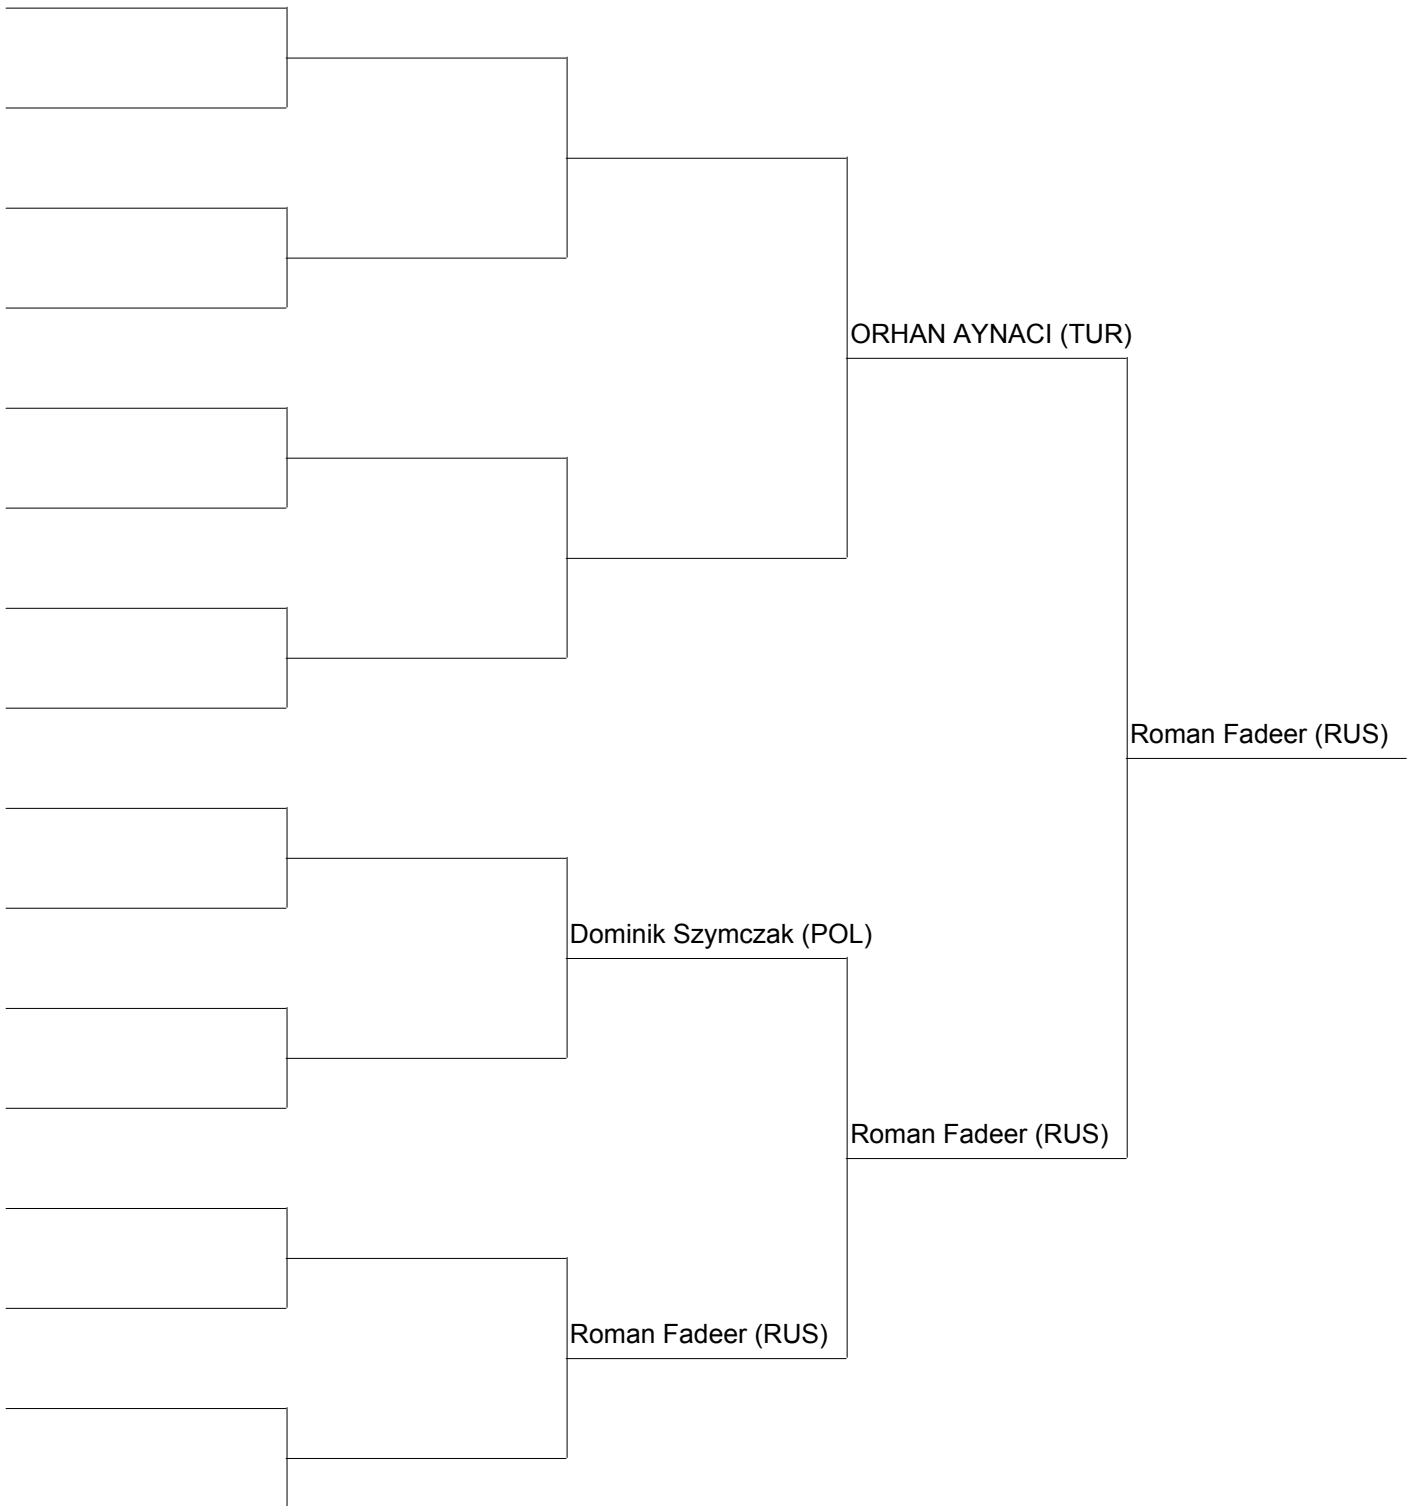 ORHAN AYNACI (TUR)
Roman Fadeer (RUS)
Dominik Szymczak (POL)
Roman Fadeer (RUS)
Roman Fadeer (RUS)